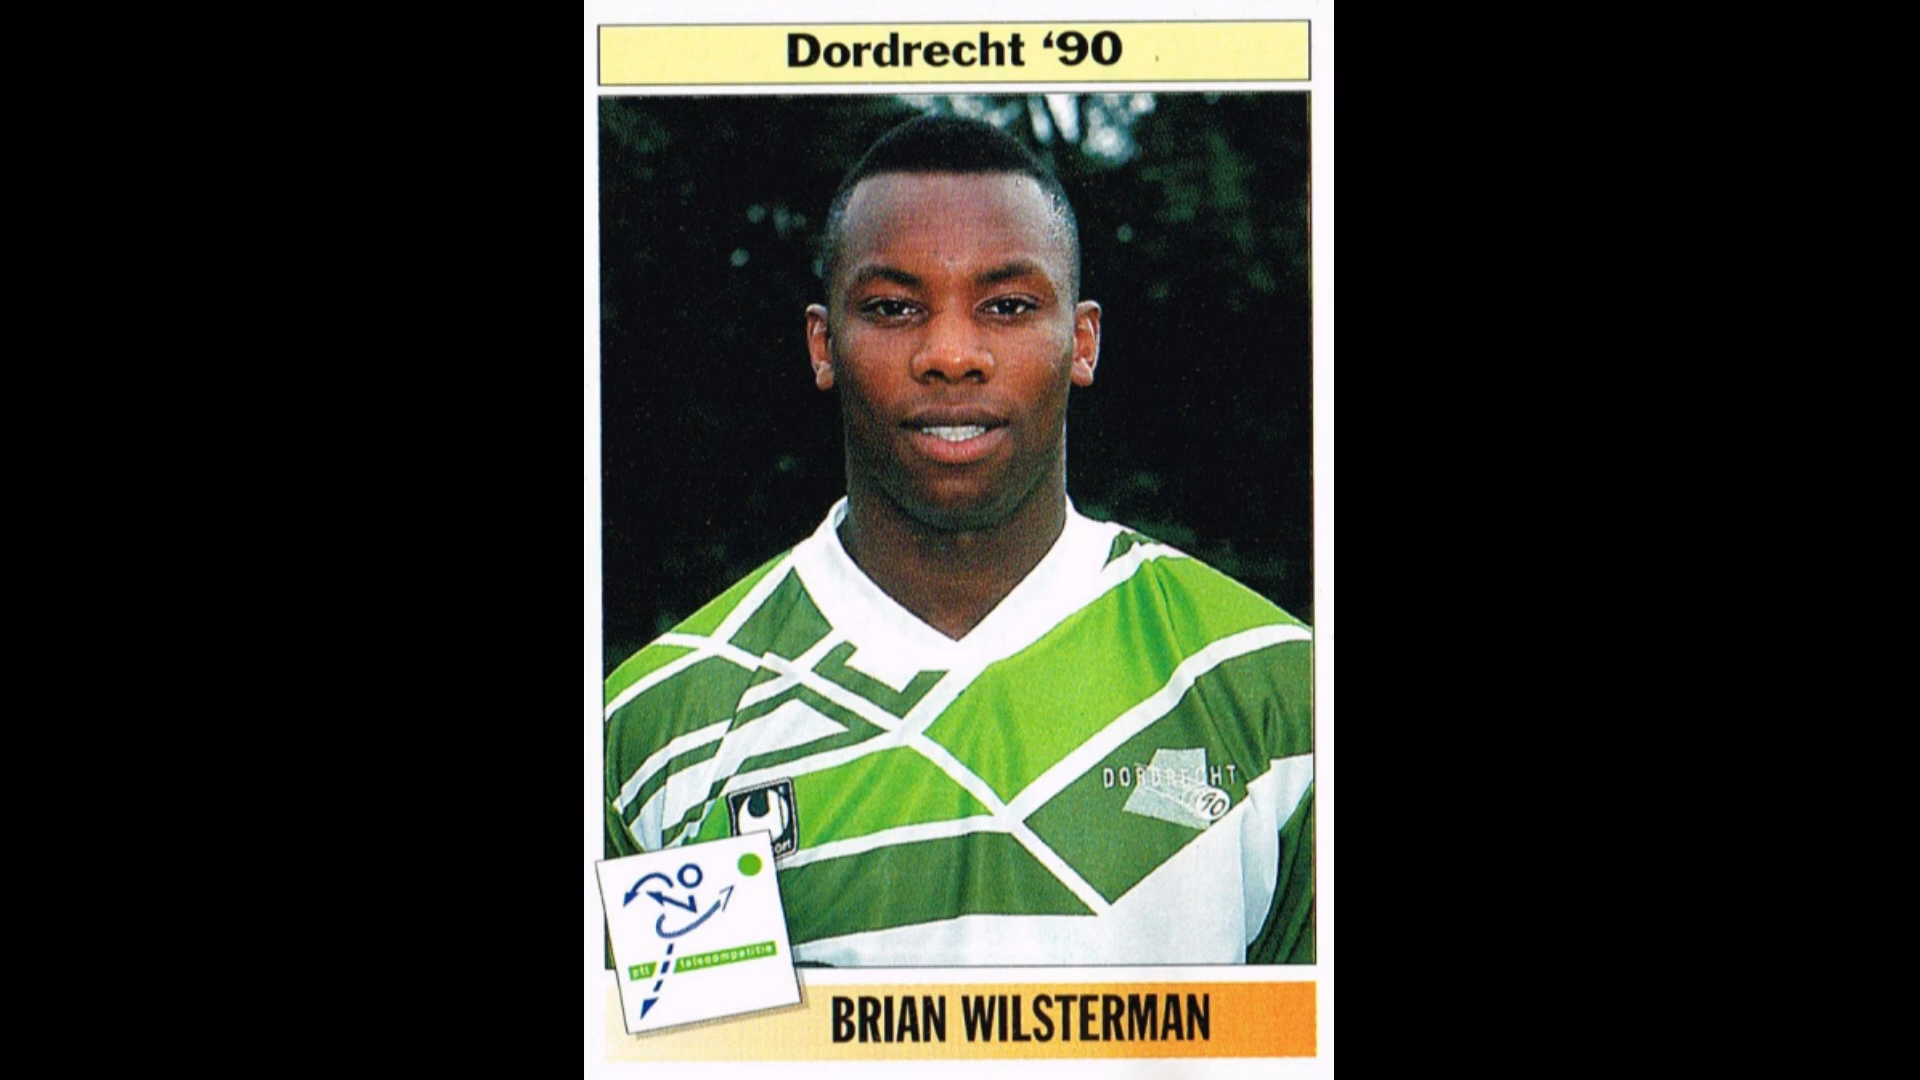 Dordrecht ‘90
DORDRECHT
90
ptt telecompetitie
BRIAN WILSTERMAN